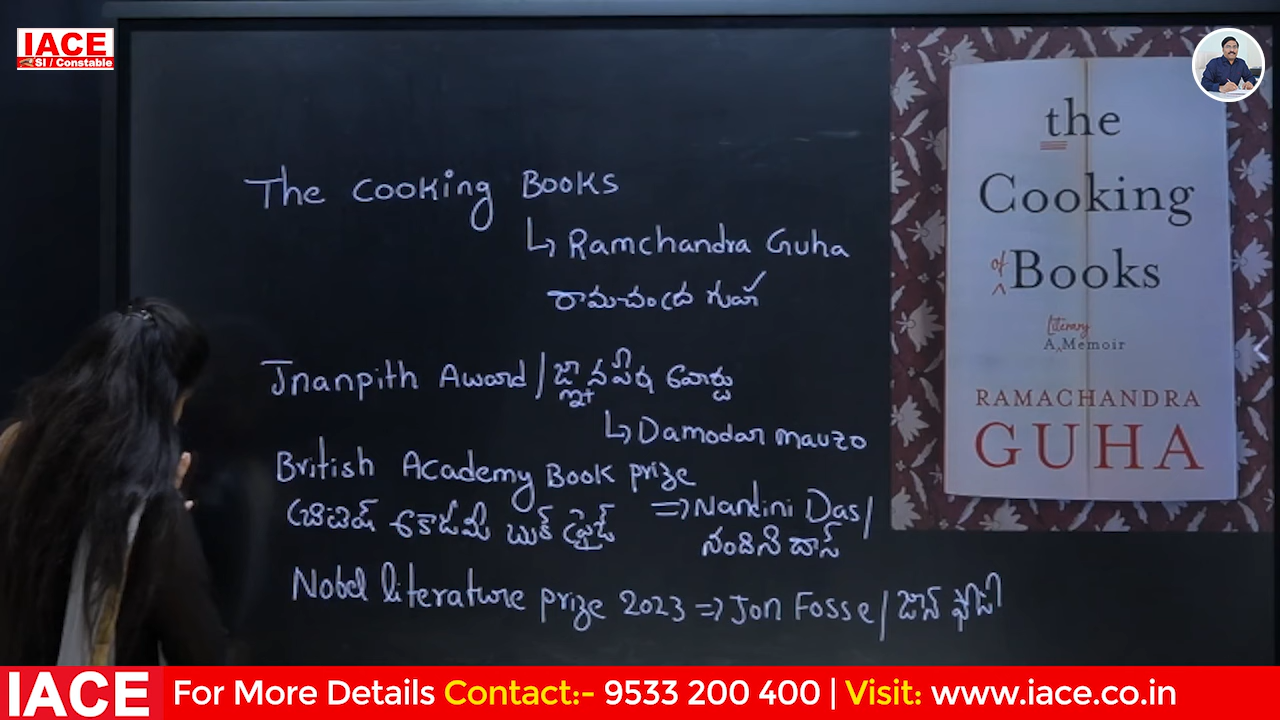 IACE
SI / Constable
The Cooking Books
↳ Ramchandra Guha
రామచంద్ర గుహ
Jnanpith Award / జ్ఞానపీఠ అవార్డు
↳ Damodar mauzo
British Academy Book prize
⇒ Nandini Das /
బ్రిటిష్ అకాడమీ బుక్ ప్రైజ్
నందిని దాస్
Nobel literature prize 2023 ⇒ Jon Fosse / జాన్ ఫోజీ
the
Cooking
of
Books
Literary
A Memoir
RAMACHANDRA
GUHA
IACE For More Details Contact:- 9533 200 400 | Visit: www.iace.co.in